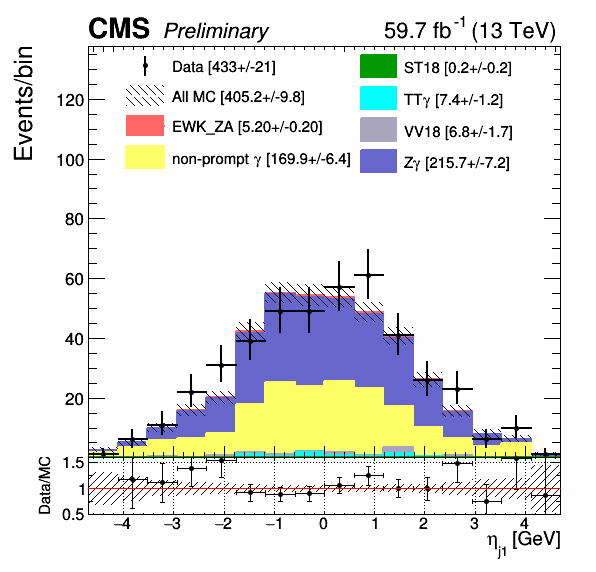 CMS Preliminary 59.7 fb⁻¹ (13 TeV)
Events/bin
Data [433+/-21]
All MC [405.2+/-9.8]
EWK_ZA [5.20+/-0.20]
non-prompt γ [169.9+/-6.4]
ST18 [0.2+/-0.2]
TTγ [7.4+/-1.2]
VV18 [6.8+/-1.7]
Zγ [215.7+/-7.2]
120
100
80
60
40
20
Data/MC
1.5
1
0.5
−4 −3 −2 −1 0 1 2 3 4
η_j1 [GeV]